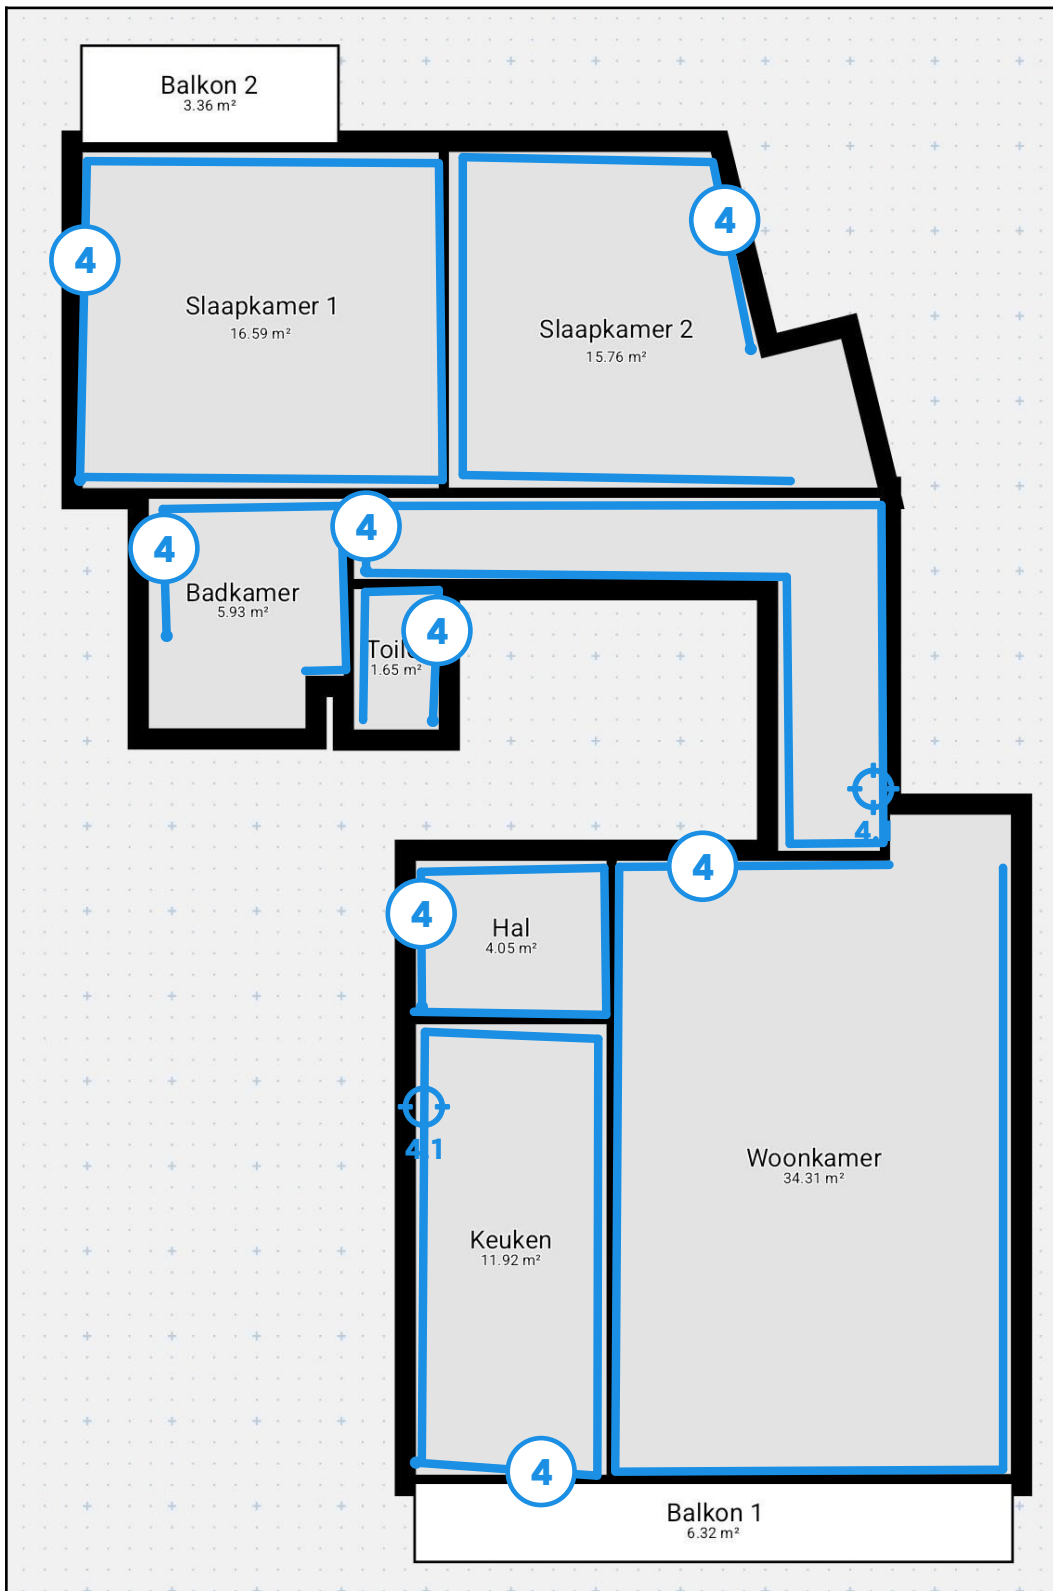 Balkon 2
3.36 m²
4
4
Slaapkamer 1
16.59 m²
Slaapkamer 2
15.76 m²
4
4
Badkamer
5.93 m²
4
1.65 m²
4
Hal
4.05 m²
4
4.1
Woonkamer
34.31 m²
Keuken
11.92 m²
4
Balkon 1
6.32 m²